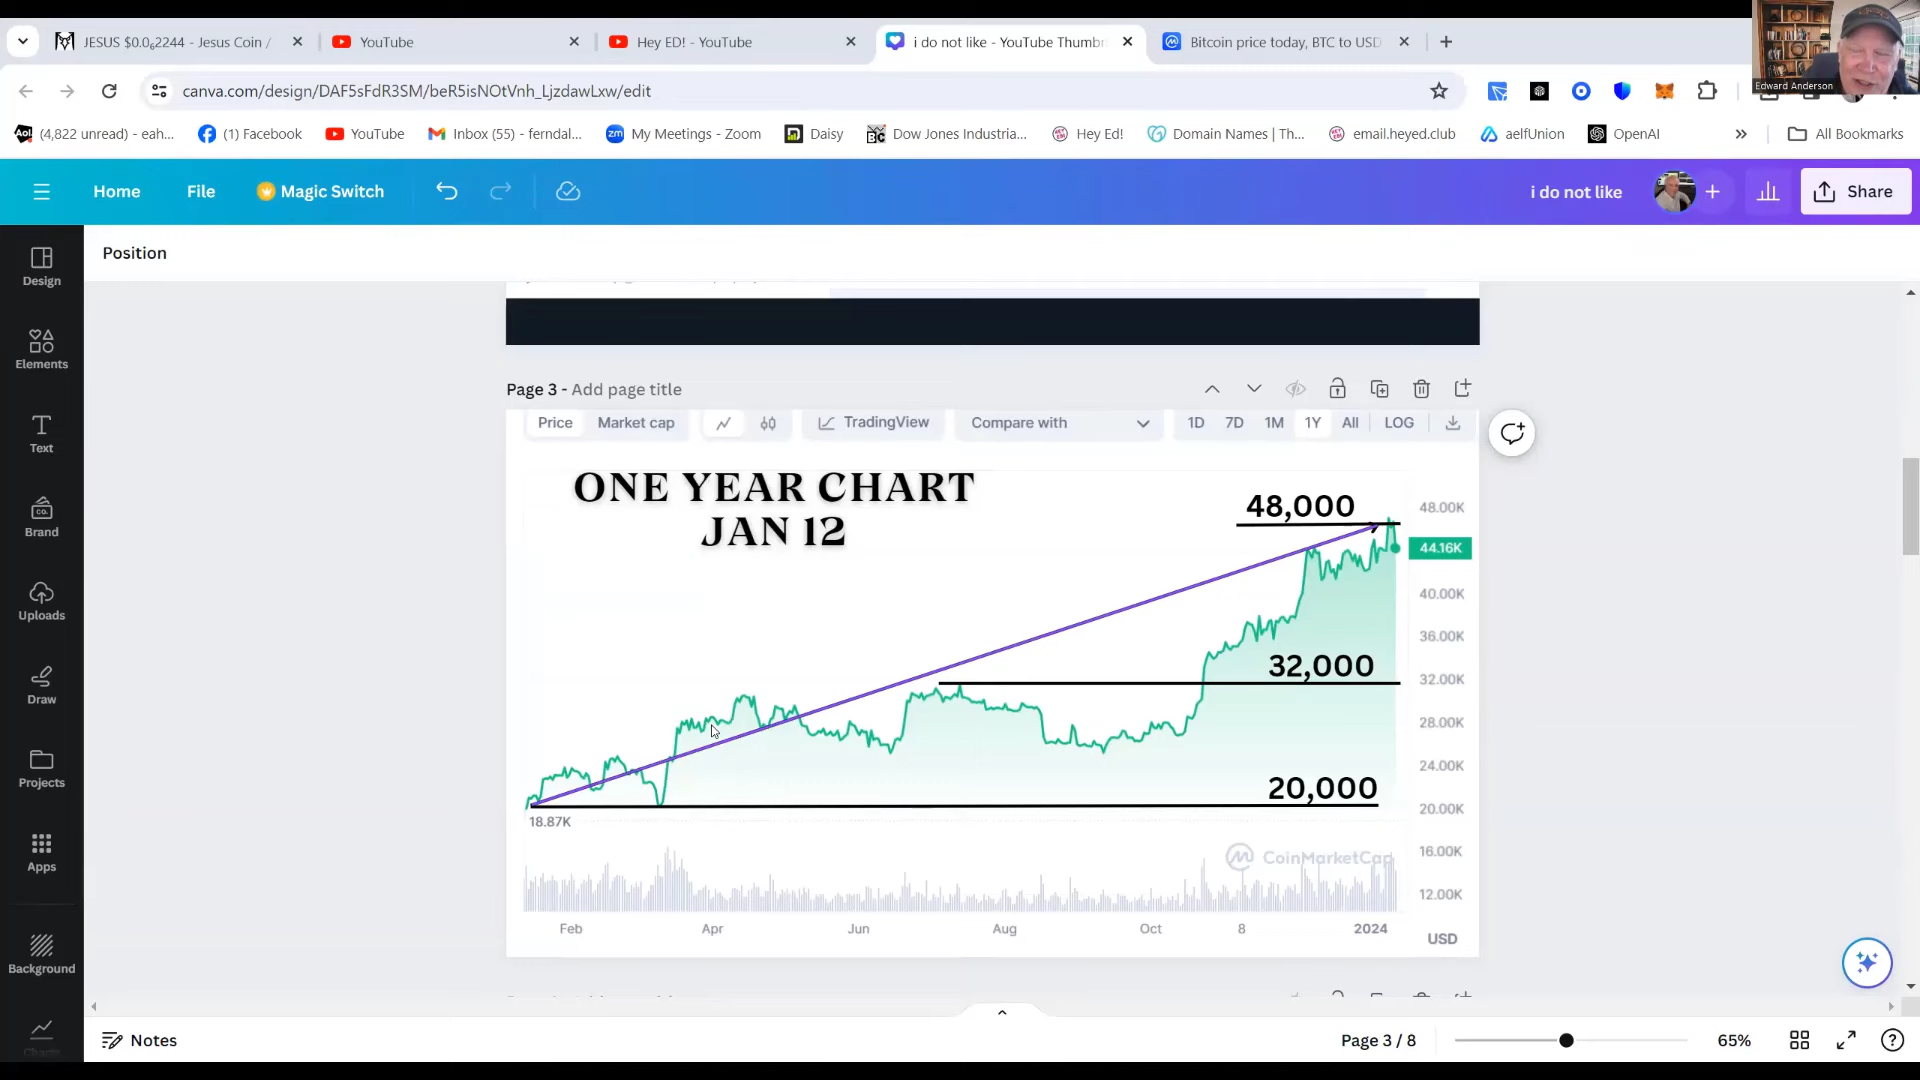 JESUS $0.0₆2244 - Jesus Coin /
YouTube
Hey ED! - YouTube
i do not like - YouTube Thumbn
Bitcoin price today, BTC to USD
Edward Anderson
canva.com/design/DAF5sFdR3SM/beR5isNOtVnh_LjzdawLxw/edit
Aol.
(4,822 unread) - eah...
(1) Facebook
YouTube
Inbox (55) - ferndal...
zm
My Meetings - Zoom
Daisy
Dow Jones Industria...
Hey Ed!
Domain Names | Th...
email.heyed.club
aelfUnion
OpenAI
All Bookmarks
Home
File
Magic Switch
i do not like
Share
Position
Design
Elements
Text
Brand
Uploads
Draw
Projects
Apps
Background
Charts
Page 3 - Add page title
Price
Market cap
TradingView
Compare with
1D
7D
1M
1Y
All
LOG
ONE YEAR CHART
JAN 12
48,000
32,000
20,000
48.00K
44.16K
40.00K
36.00K
32.00K
28.00K
24.00K
20.00K
16.00K
12.00K
18.87K
CoinMarketCap
Feb
Apr
Jun
Aug
Oct
8
2024
USD
Notes
Page 3 / 8
65%